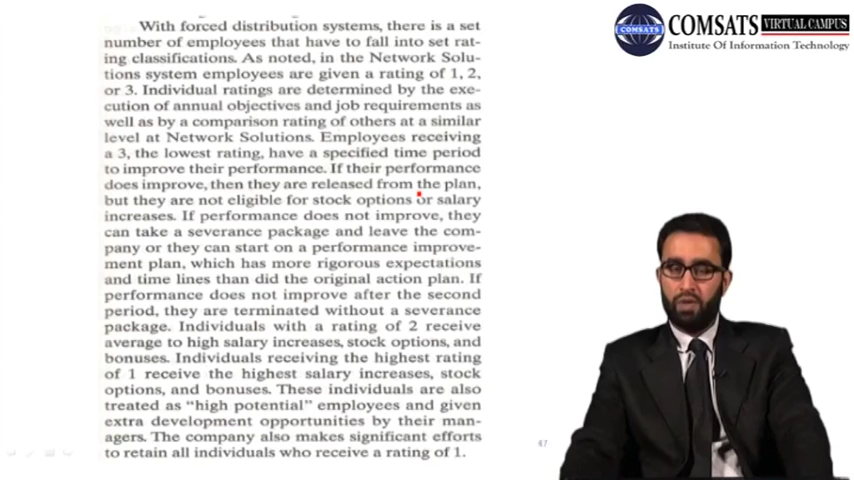 COMSATS VIRTUAL CAMPUS
COMSATS
Institute Of Information Technology
With forced distribution systems, there is a set
number of employees that have to fall into set rat-
ing classifications. As noted, in the Network Solu-
tions system employees are given a rating of 1, 2,
or 3. Individual ratings are determined by the exe-
cution of annual objectives and job requirements as
well as by a comparison rating of others at a similar
level at Network Solutions. Employees receiving
a 3, the lowest rating, have a specified time period
to improve their performance. If their performance
does improve, then they are released from the plan,
but they are not eligible for stock options or salary
increases. If performance does not improve, they
can take a severance package and leave the com-
pany or they can start on a performance improve-
ment plan, which has more rigorous expectations
and time lines than did the original action plan. If
performance does not improve after the second
period, they are terminated without a severance
package. Individuals with a rating of 2 receive
average to high salary increases, stock options, and
bonuses. Individuals receiving the highest rating
of 1 receive the highest salary increases, stock
options, and bonuses. These individuals are also
treated as “high potential” employees and given
extra development opportunities by their man-
agers. The company also makes significant efforts
to retain all individuals who receive a rating of 1.